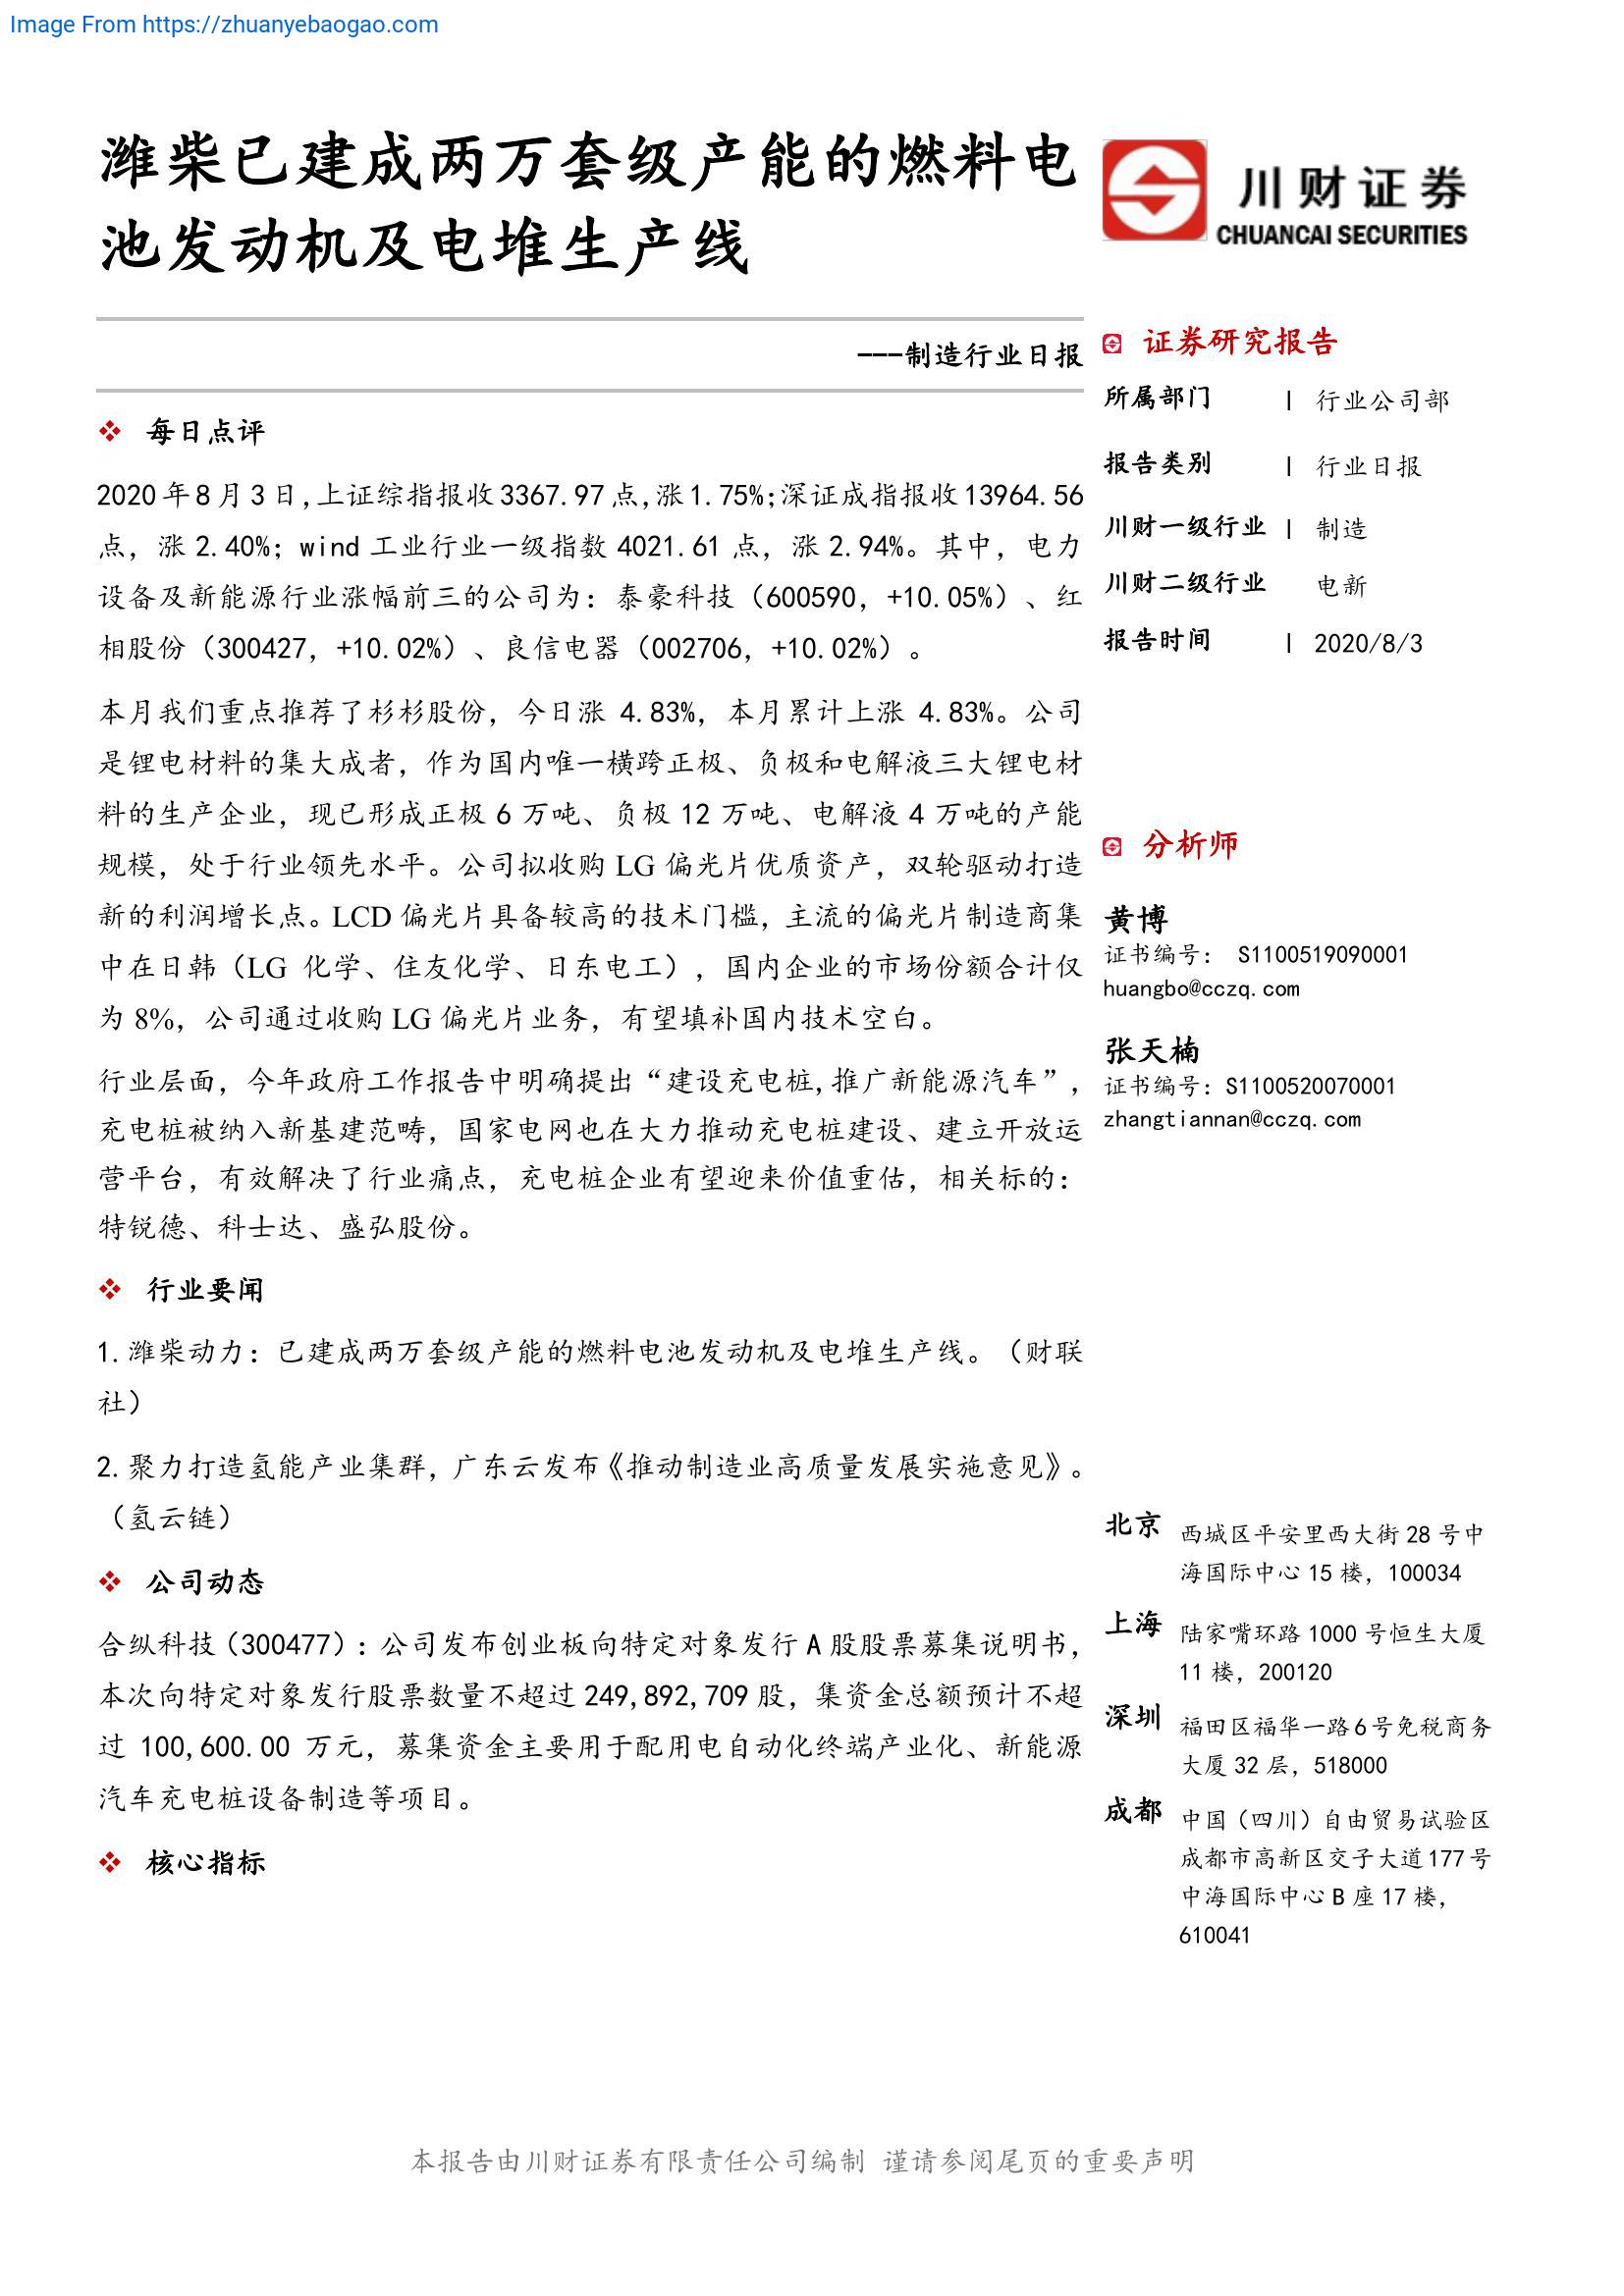 Image From https://zhuanyebaogao.com
潍柴已建成两万套级产能的燃料电
池发动机及电堆生产线
川财证券
CHUANCAI SECURITIES
---制造行业日报
❖ 每日点评
2020年8月3日,上证综指报收3367.97点,涨1.75%;深证成指报收13964.56
点，涨2.40%；wind工业行业一级指数4021.61点，涨2.94%。其中，电力
设备及新能源行业涨幅前三的公司为：泰豪科技（600590，+10.05%）、红
相股份（300427，+10.02%）、良信电器（002706，+10.02%）。
本月我们重点推荐了杉杉股份，今日涨 4.83%，本月累计上涨 4.83%。公司
是锂电材料的集大成者，作为国内唯一横跨正极、负极和电解液三大锂电材
料的生产企业，现已形成正极 6 万吨、负极 12 万吨、电解液 4 万吨的产能
规模，处于行业领先水平。公司拟收购 LG 偏光片优质资产，双轮驱动打造
新的利润增长点。LCD 偏光片具备较高的技术门槛，主流的偏光片制造商集
中在日韩（LG 化学、住友化学、日东电工），国内企业的市场份额合计仅
为 8%，公司通过收购 LG 偏光片业务，有望填补国内技术空白。
行业层面，今年政府工作报告中明确提出“建设充电桩,推广新能源汽车”，
充电桩被纳入新基建范畴，国家电网也在大力推动充电桩建设、建立开放运
营平台，有效解决了行业痛点，充电桩企业有望迎来价值重估，相关标的：
特锐德、科士达、盛弘股份。
❖ 行业要闻
1.潍柴动力：已建成两万套级产能的燃料电池发动机及电堆生产线。（财联
社）
2.聚力打造氢能产业集群，广东云发布《推动制造业高质量发展实施意见》。
（氢云链）
❖ 公司动态
合纵科技（300477）：公司发布创业板向特定对象发行A股股票募集说明书，
本次向特定对象发行股票数量不超过249,892,709股，集资金总额预计不超
过 100,600.00 万元，募集资金主要用于配用电自动化终端产业化、新能源
汽车充电桩设备制造等项目。
❖ 核心指标
证券研究报告
所属部门 | 行业公司部
报告类别 | 行业日报
川财一级行业 | 制造
川财二级行业 电新
报告时间 | 2020/8/3
分析师
黄博
证书编号： S1100519090001
huangbo@cczq.com
张天楠
证书编号：S1100520070001
zhangtiannan@cczq.com
北京 西城区平安里西大街28号中
海国际中心15楼，100034
上海 陆家嘴环路1000号恒生大厦
11楼，200120
深圳 福田区福华一路6号免税商务
大厦32层，518000
成都 中国（四川）自由贸易试验区
成都市高新区交子大道177号
中海国际中心B座17楼，
610041
本报告由川财证券有限责任公司编制 谨请参阅尾页的重要声明